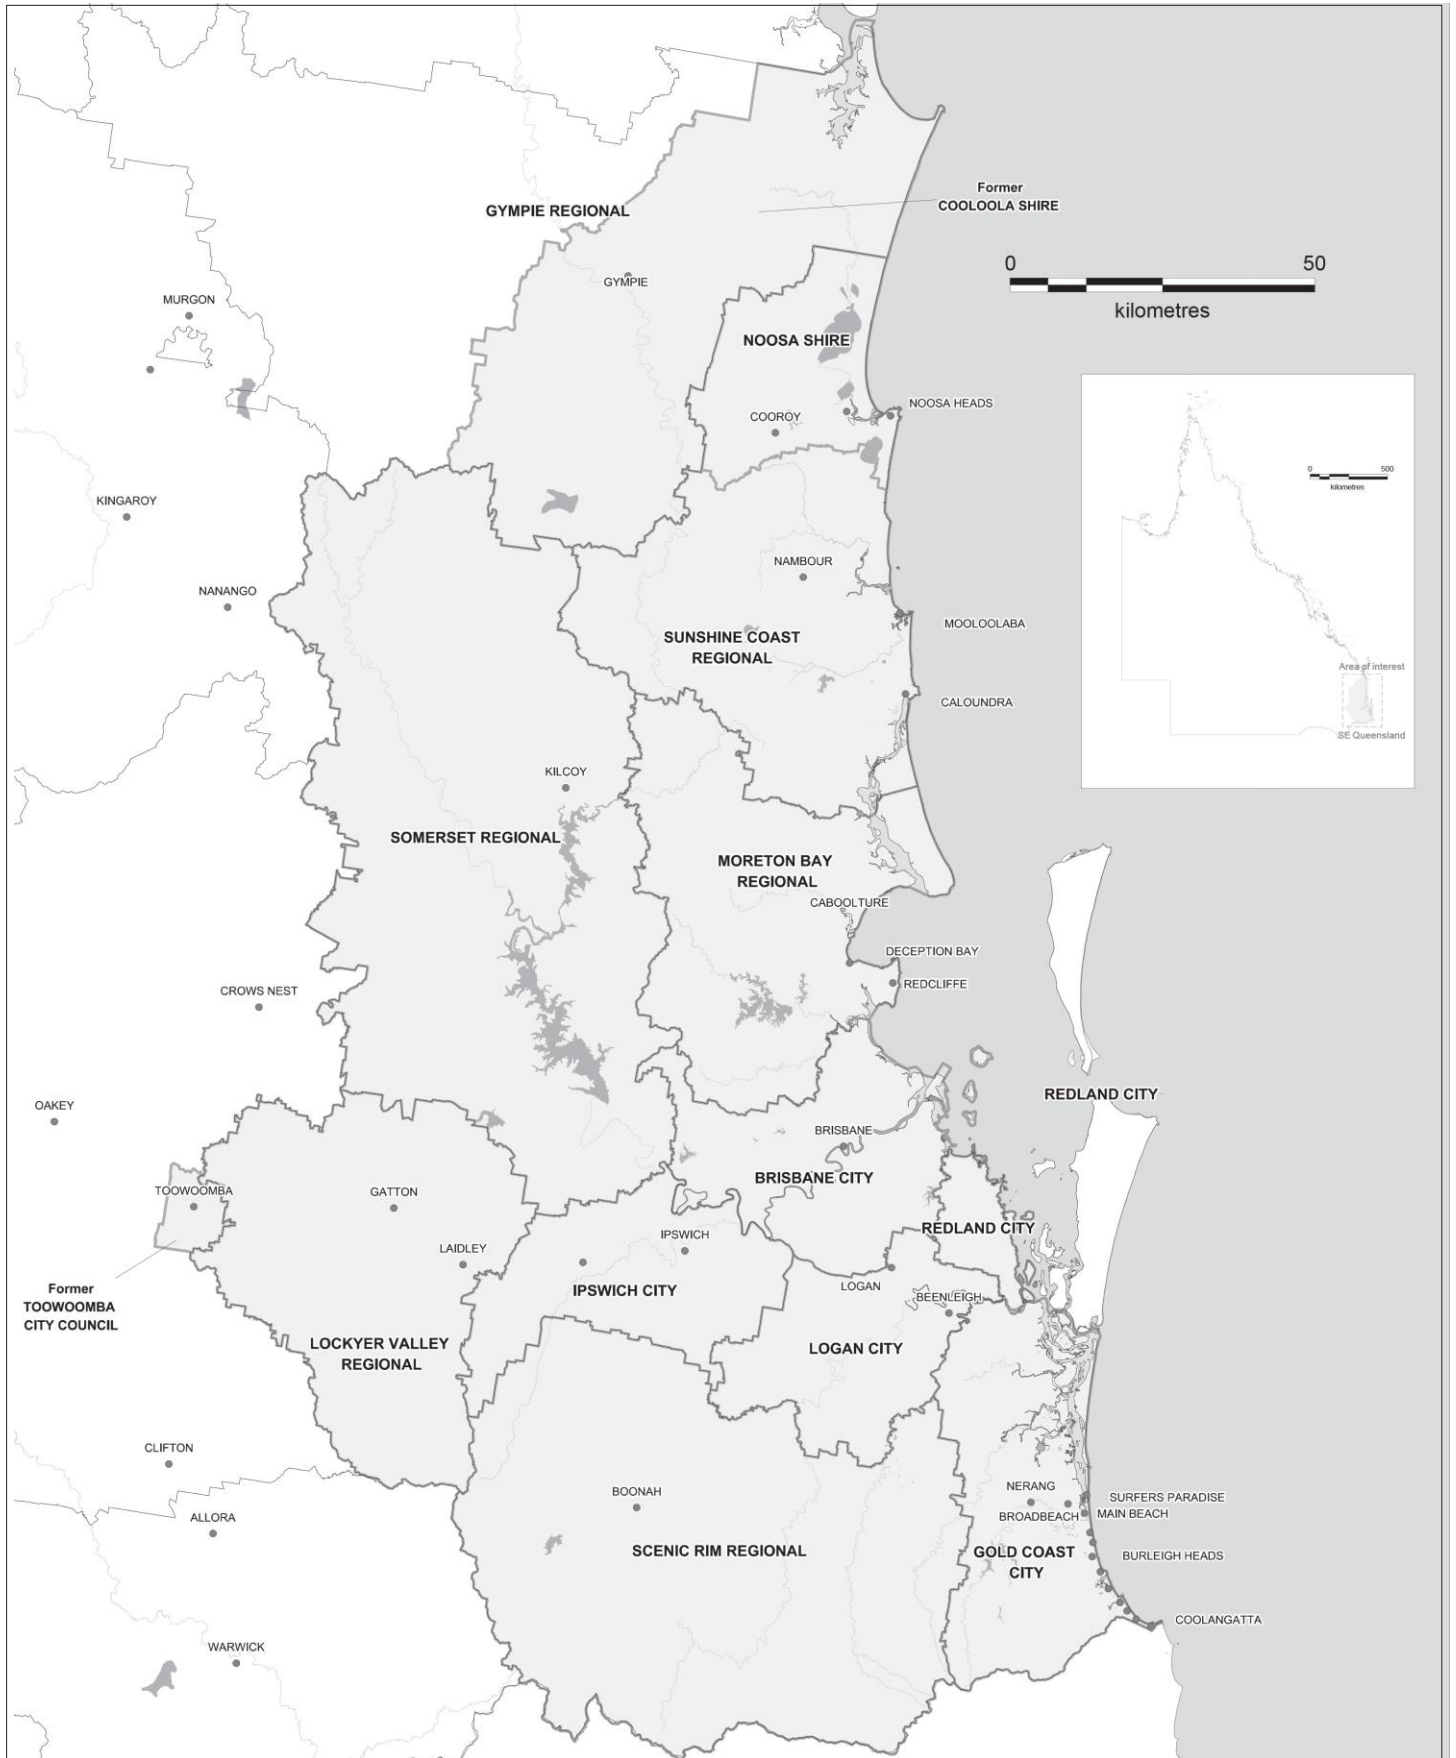 Former
COOLOOLA SHIRE
GYMPIE REGIONAL
0 50
kilometres
GYMPIE
MURGON
NOOSA SHIRE
NOOSA HEADS
COOROY
0 500
kilometres
KINGAROY
NAMBOUR
NANANGO
MOOLOOLABA
SUNSHINE COAST
REGIONAL
Area of interest
CALOUNDRA
SE Queensland
KILCOY
SOMERSET REGIONAL
MORETON BAY
REGIONAL
CABOOLTURE
DECEPTION BAY
REDCLIFFE
CROWS NEST
REDLAND CITY
OAKEY
BRISBANE
BRISBANE CITY
TOOWOOMBA
GATTON
REDLAND CITY
IPSWICH
LAIDLEY
LOGAN
IPSWICH CITY
BEENLEIGH
Former
TOOWOOMBA
CITY COUNCIL
LOCKYER VALLEY
REGIONAL
LOGAN CITY
CLIFTON
NERANG
BOONAH
SURFERS PARADISE
BROADBEACH
MAIN BEACH
ALLORA
SCENIC RIM REGIONAL
GOLD COAST
CITY
BURLEIGH HEADS
COOLANGATTA
WARWICK